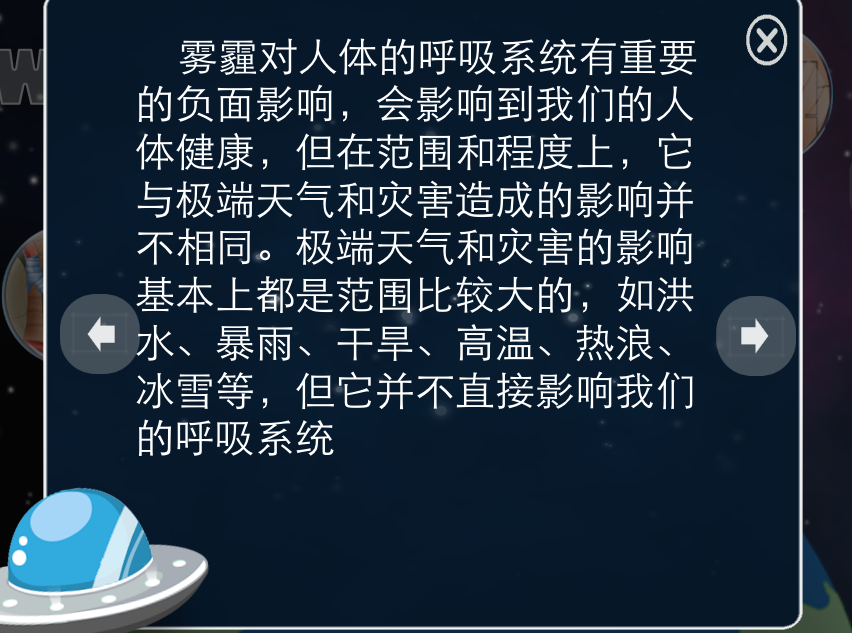 雾霾对人体的呼吸系统有重要
的负面影响，会影响到我们的人
体健康，但在范围和程度上，它
与极端天气和灾害造成的影响并
不相同。极端天气和灾害的影响
基本上都是范围比较大的，如洪
水、暴雨、干旱、高温、热浪、
冰雪等，但它并不直接影响我们
的呼吸系统